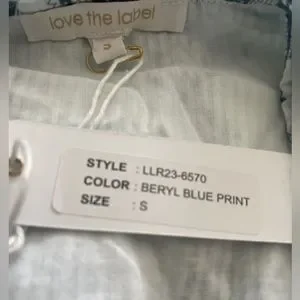 love the label
S
STYLE : LLR23-6570
COLOR : BERYL BLUE PRINT
SIZE : S